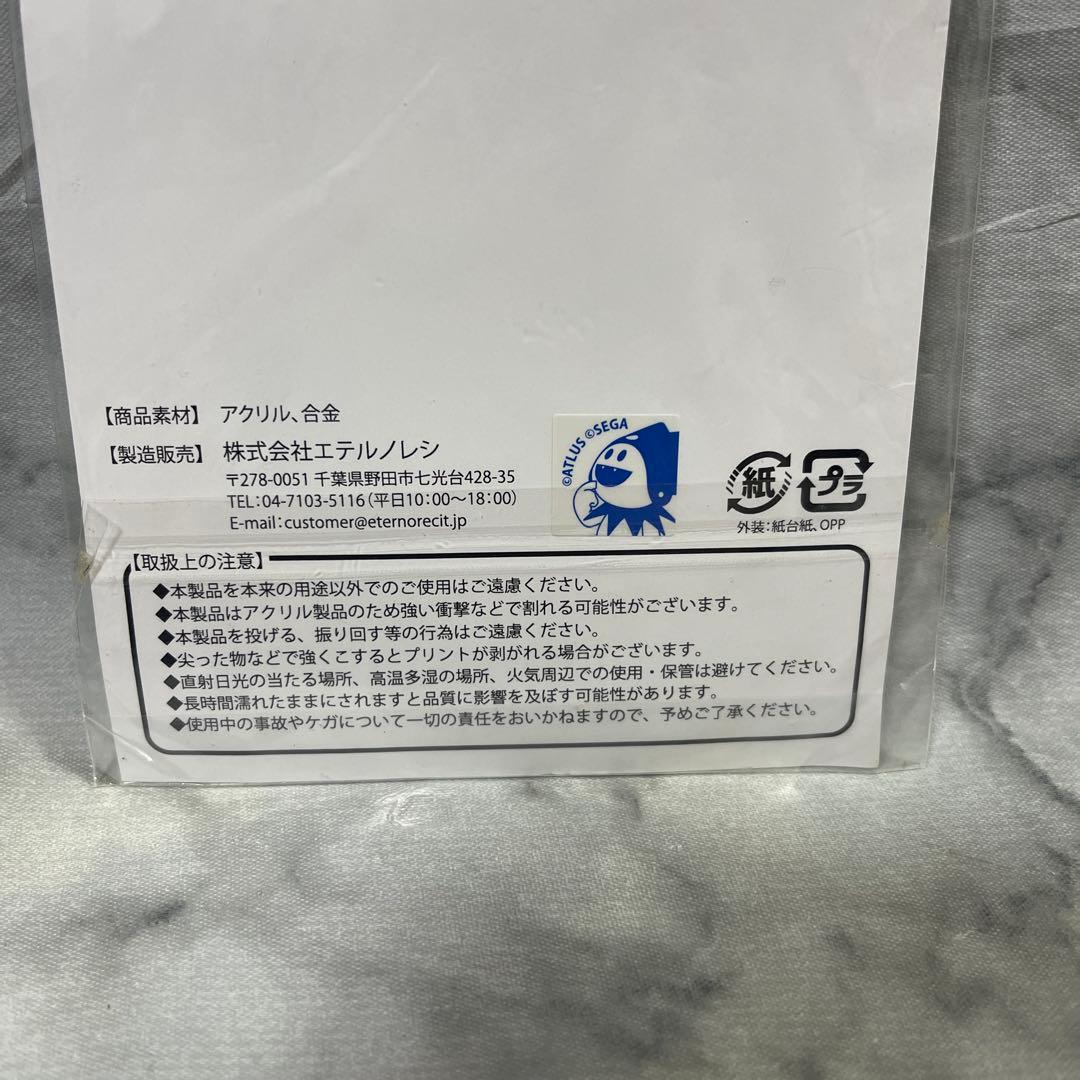 【商品素材】 アクリル、合金
【製造販売】 株式会社エテルノレシ
〒278-0051 千葉県野田市七光台428-35
TEL:04-7103-5116(平日10:00〜18:00)
E-mail:customer@eternorecit.jp
©ATLUS ©SEGA
紙
プラ
外装:紙台紙、OPP
【取扱上の注意】
◆本製品を本来の用途以外でのご使用はご遠慮ください。
◆本製品はアクリル製品のため強い衝撃などで割れる可能性がございます。
◆本製品を投げる、振り回す等の行為はご遠慮ください。
◆尖った物などで強くこするとプリントが剥がれる場合がございます。
◆直射日光の当たる場所、高温多湿の場所、火気周辺での使用・保管は避けてください。
◆長時間濡れたままにされますと品質に影響を及ぼす可能性があります。
◆使用中の事故やケガについて一切の責任をおいかねますので、予めご了承ください。